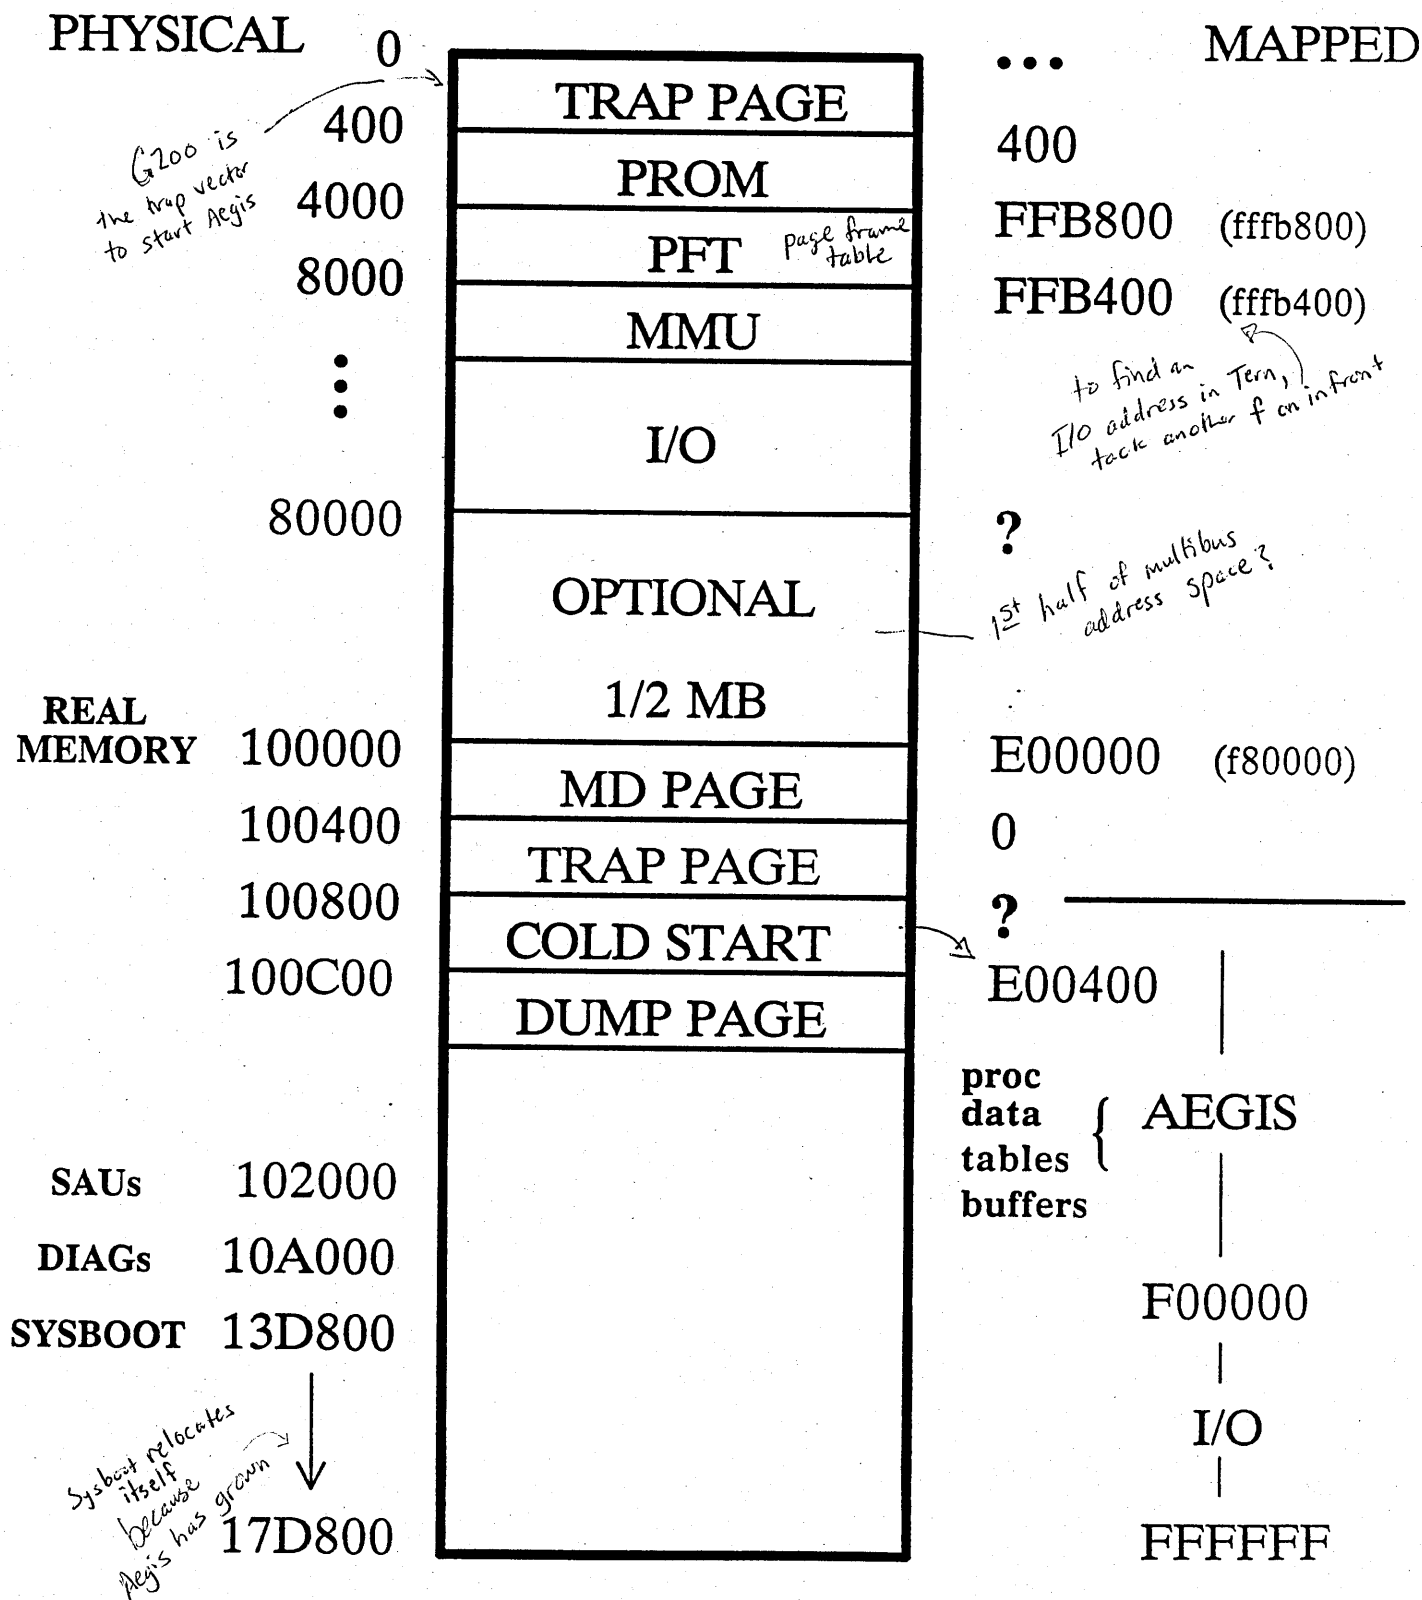 PHYSICAL 0 ... MAPPED
TRAP PAGE
400 400
G200 is
the trap vector
to start Aegis
PROM
4000 FFB800 (fffb800)
PFT page frame
table
8000 FFB400 (fffb400)
MMU
to find an
I/o address in Tern,
tack another f on infront
I/O
80000 ?
OPTIONAL
1st half of multibus
address space?
1/2 MB
REAL
MEMORY 100000 E00000 (f80000)
MD PAGE
100400 0
TRAP PAGE
100800 ?
COLD START
100C00 E00400
DUMP PAGE
proc
data AEGIS
tables
buffers
SAUs 102000
DIAGs 10A000
F00000
SYSBOOT 13D800
I/O
Sysboot relocates
itself
because
Aegis has grown
17D800 FFFFFF